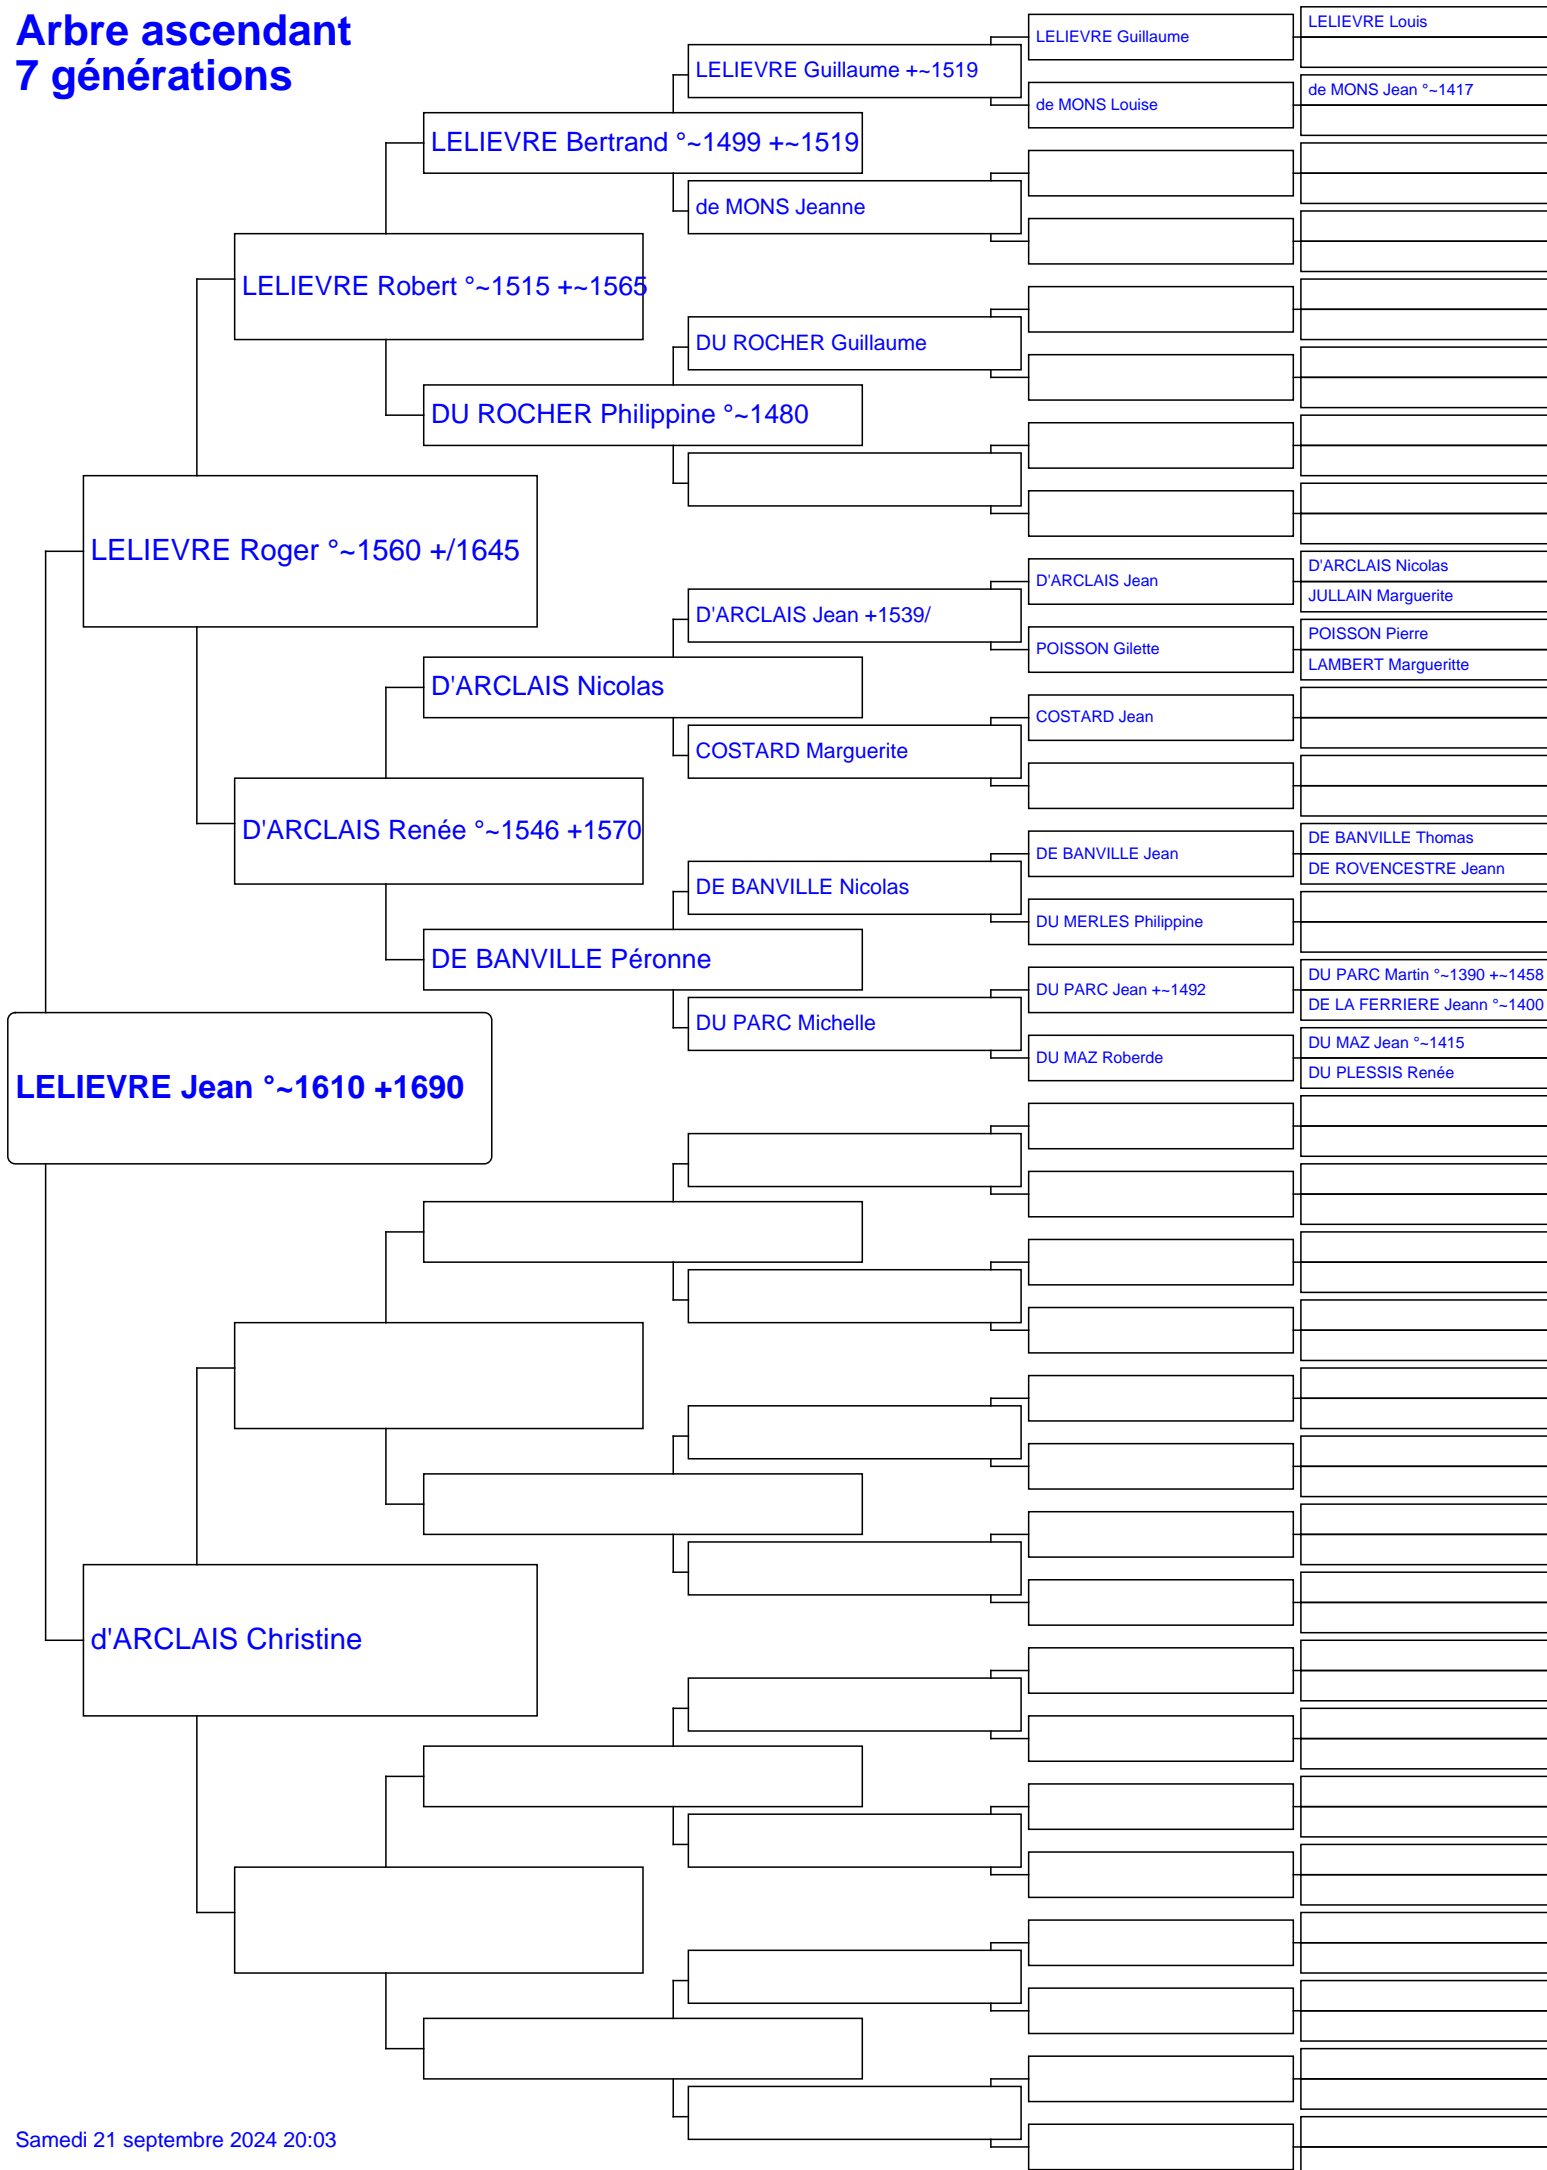 Arbre ascendant
7 générations
LELIEVRE Louis
LELIEVRE Guillaume
LELIEVRE Guillaume +~1519
de MONS Jean °~1417
de MONS Louise
LELIEVRE Bertrand °~1499 +~1519
de MONS Jeanne
LELIEVRE Robert °~1515 +~1565
DU ROCHER Guillaume
DU ROCHER Philippine °~1480
LELIEVRE Roger °~1560 +/1645
D'ARCLAIS Nicolas
D'ARCLAIS Jean
JULLAIN Marguerite
D'ARCLAIS Jean +1539/
POISSON Pierre
POISSON Gilette
LAMBERT Margueritte
D'ARCLAIS Nicolas
COSTARD Jean
COSTARD Marguerite
D'ARCLAIS Renée °~1546 +1570
DE BANVILLE Thomas
DE BANVILLE Jean
DE ROVENCESTRE Jeann
DE BANVILLE Nicolas
DU MERLES Philippine
DE BANVILLE Péronne
DU PARC Martin °~1390 +~1458
DU PARC Jean +~1492
DE LA FERRIERE Jeann °~1400
DU PARC Michelle
DU MAZ Jean °~1415
DU MAZ Roberde
DU PLESSIS Renée
LELIEVRE Jean °~1610 +1690
d'ARCLAIS Christine
Samedi 21 septembre 2024 20:03